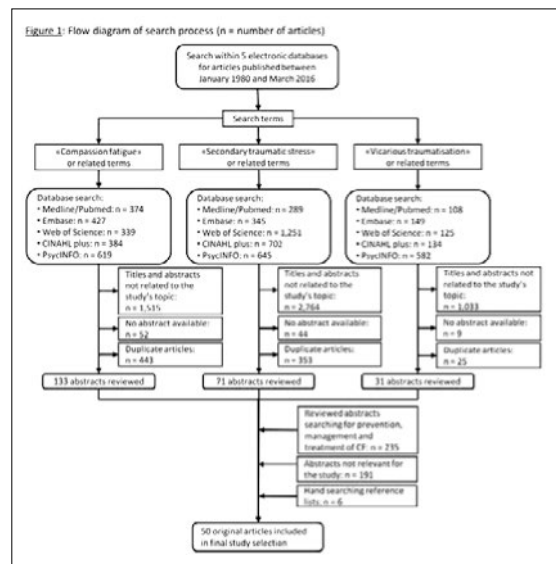 Figure 1: Flow diagram of search process (n = number of articles)
Search within 5 electronic databases
for articles published between
January 1980 and March 2016
Search terms
«Compassion fatigue»
or related terms
«Secondary traumatic stress»
or related terms
«Vicarious traumatisation»
or related terms
Database search:
• Medline/Pubmed: n = 374
• Embase: n = 427
• Web of Science: n = 339
• CINAHL plus: n = 384
• PsycINFO: n = 619
Database search:
• Medline/Pubmed: n = 289
• Embase: n = 345
• Web of Science: n = 1,251
• CINAHL plus: n = 702
• PsycINFO: n = 645
Database search:
• Medline/Pubmed: n = 108
• Embase: n = 149
• Web of Science: n = 125
• CINAHL plus: n = 134
• PsycINFO: n = 582
Titles and abstracts
not related to the
study's topic:
n = 1,515
No abstract available:
n = 52
Duplicate articles:
n = 443
Titles and abstracts
not related to the
study's topic:
n = 2,764
No abstract available:
n = 44
Duplicate articles:
n = 353
Titles and abstracts not
related to the study's
topic:
n = 1,033
No abstract available:
n = 9
Duplicate articles:
n = 25
133 abstracts reviewed
71 abstracts reviewed
31 abstracts reviewed
Reviewed abstracts
searching for prevention,
management and
treatment of CF: n = 235
Abstracts not relevant for
the study: n = 191
Hand searching reference
lists: n = 6
50 original articles included
in final study selection